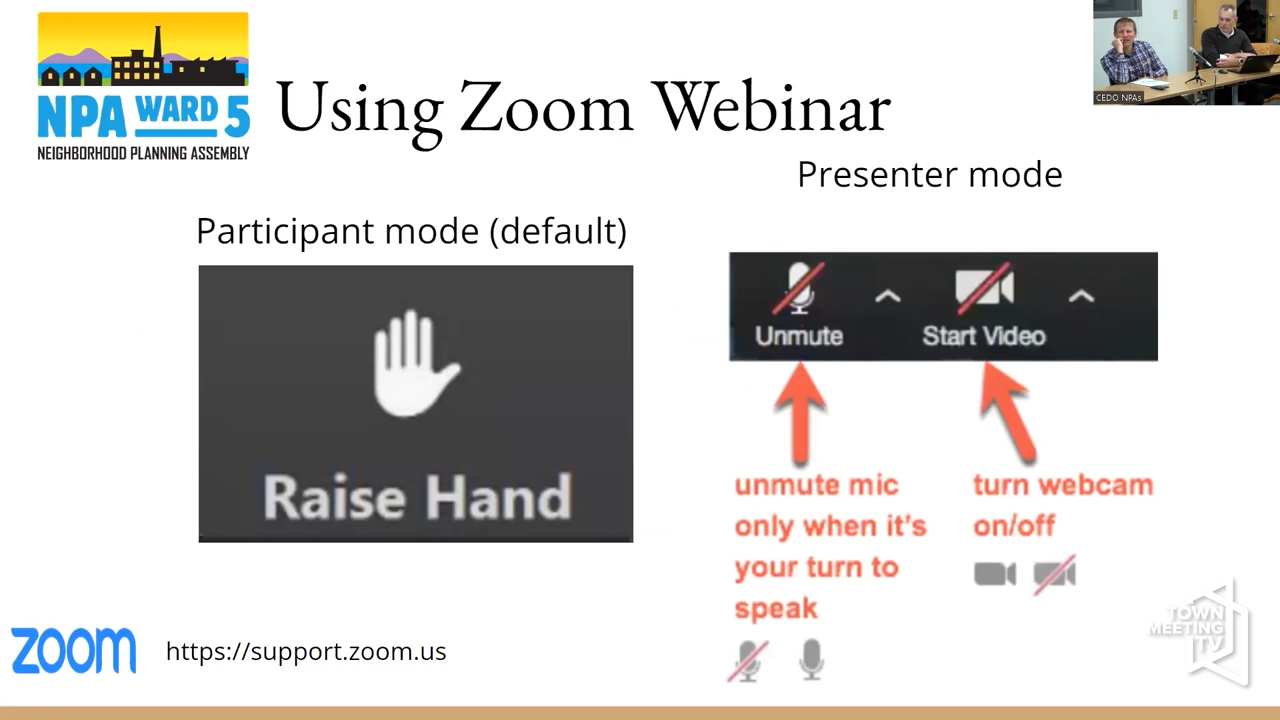 NPA WARD 5
NEIGHBORHOOD PLANNING ASSEMBLY
Using Zoom Webinar
CEDO NPAs
Presenter mode
Participant mode (default)
Raise Hand
Unmute
Start Video
unmute mic
only when it's
your turn to
speak
turn webcam
on/off
zoom
https://support.zoom.us
TOWN
MEETING
TV